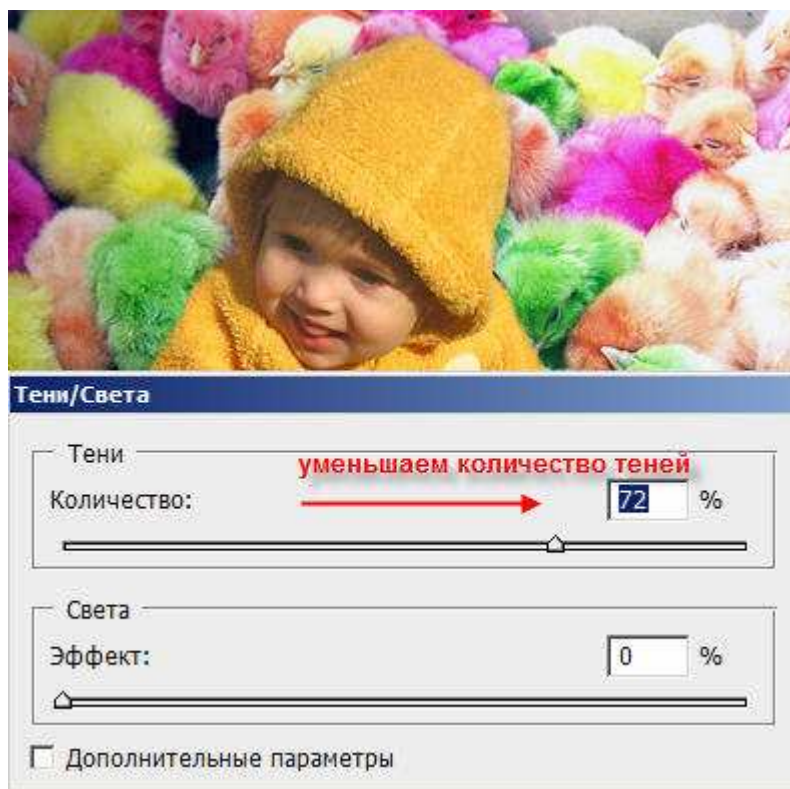 Тени/Света
Тени
уменьшаем количество теней
Количество: 72 %
Света
Эффект: 0 %
Дополнительные параметры